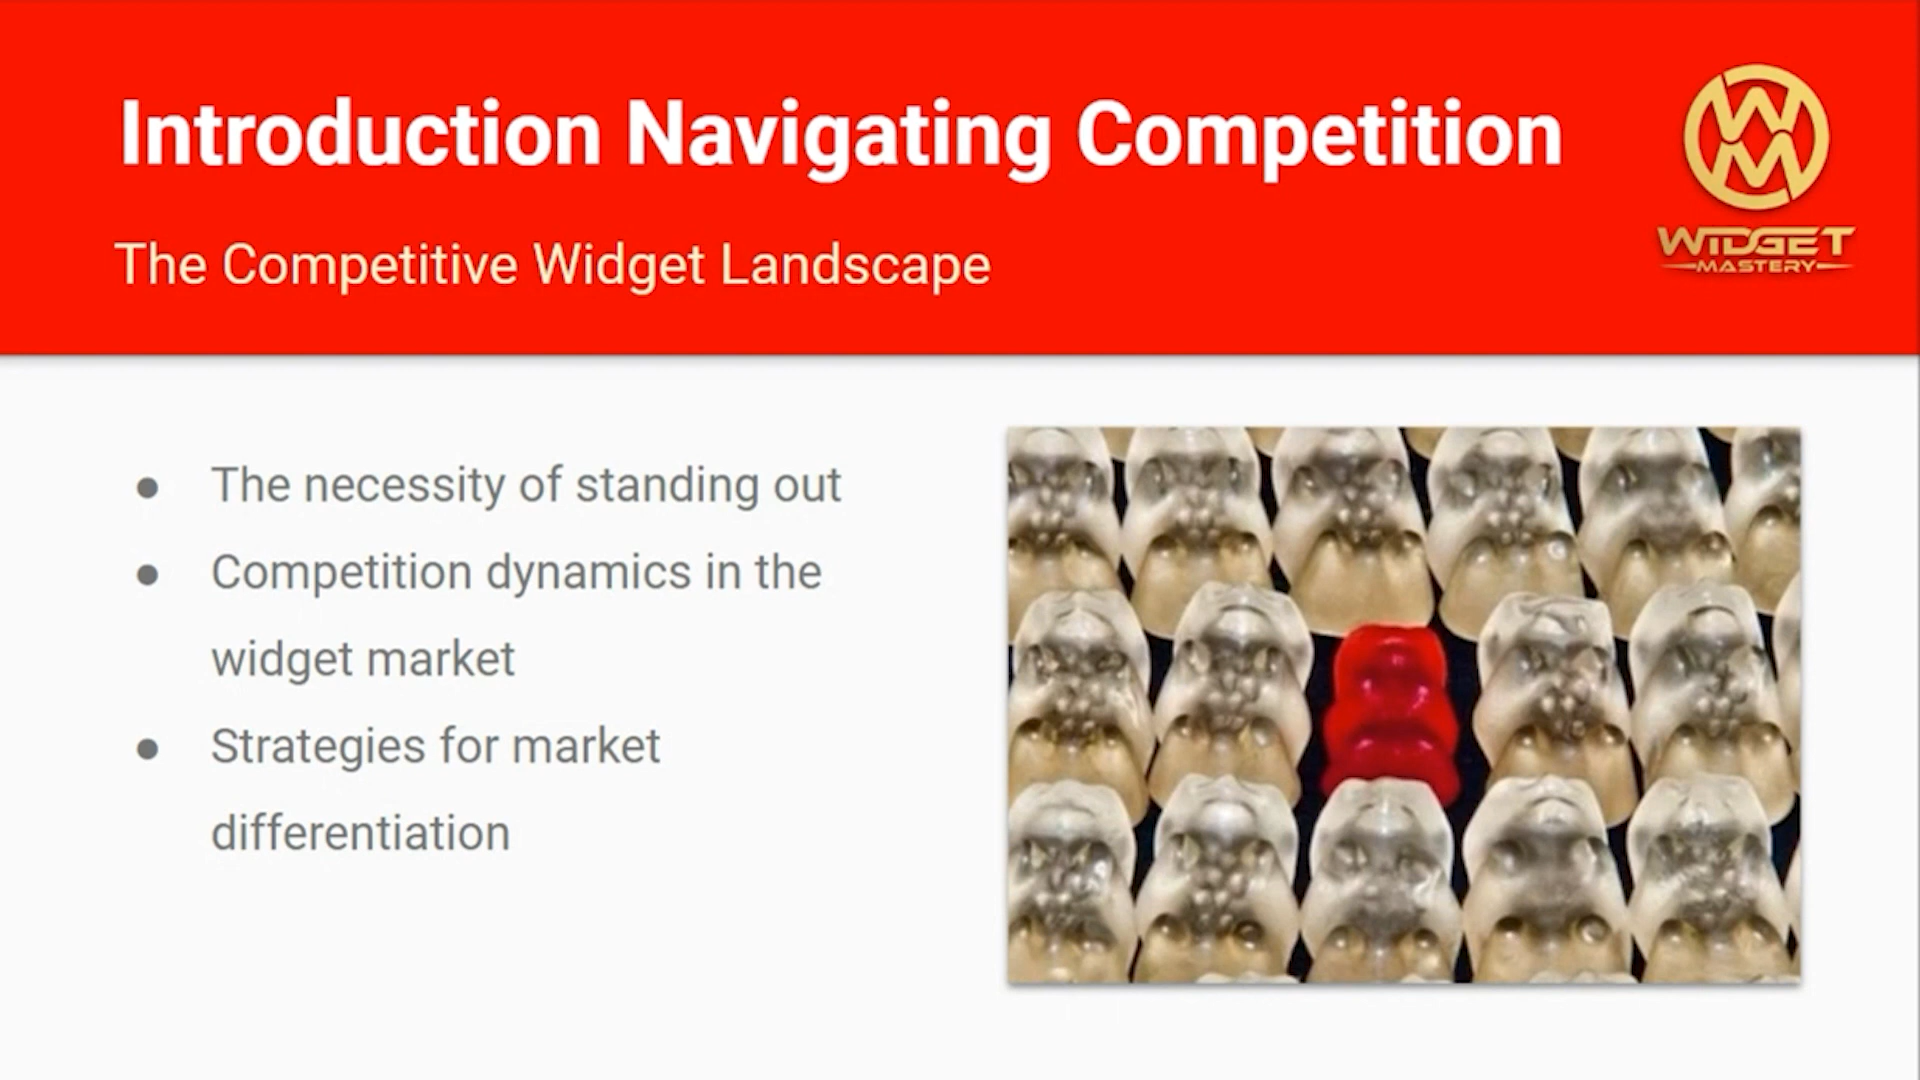 Introduction Navigating Competition
The Competitive Widget Landscape
WM
WIDGET
MASTERY
● The necessity of standing out
● Competition dynamics in the
widget market
● Strategies for market
differentiation